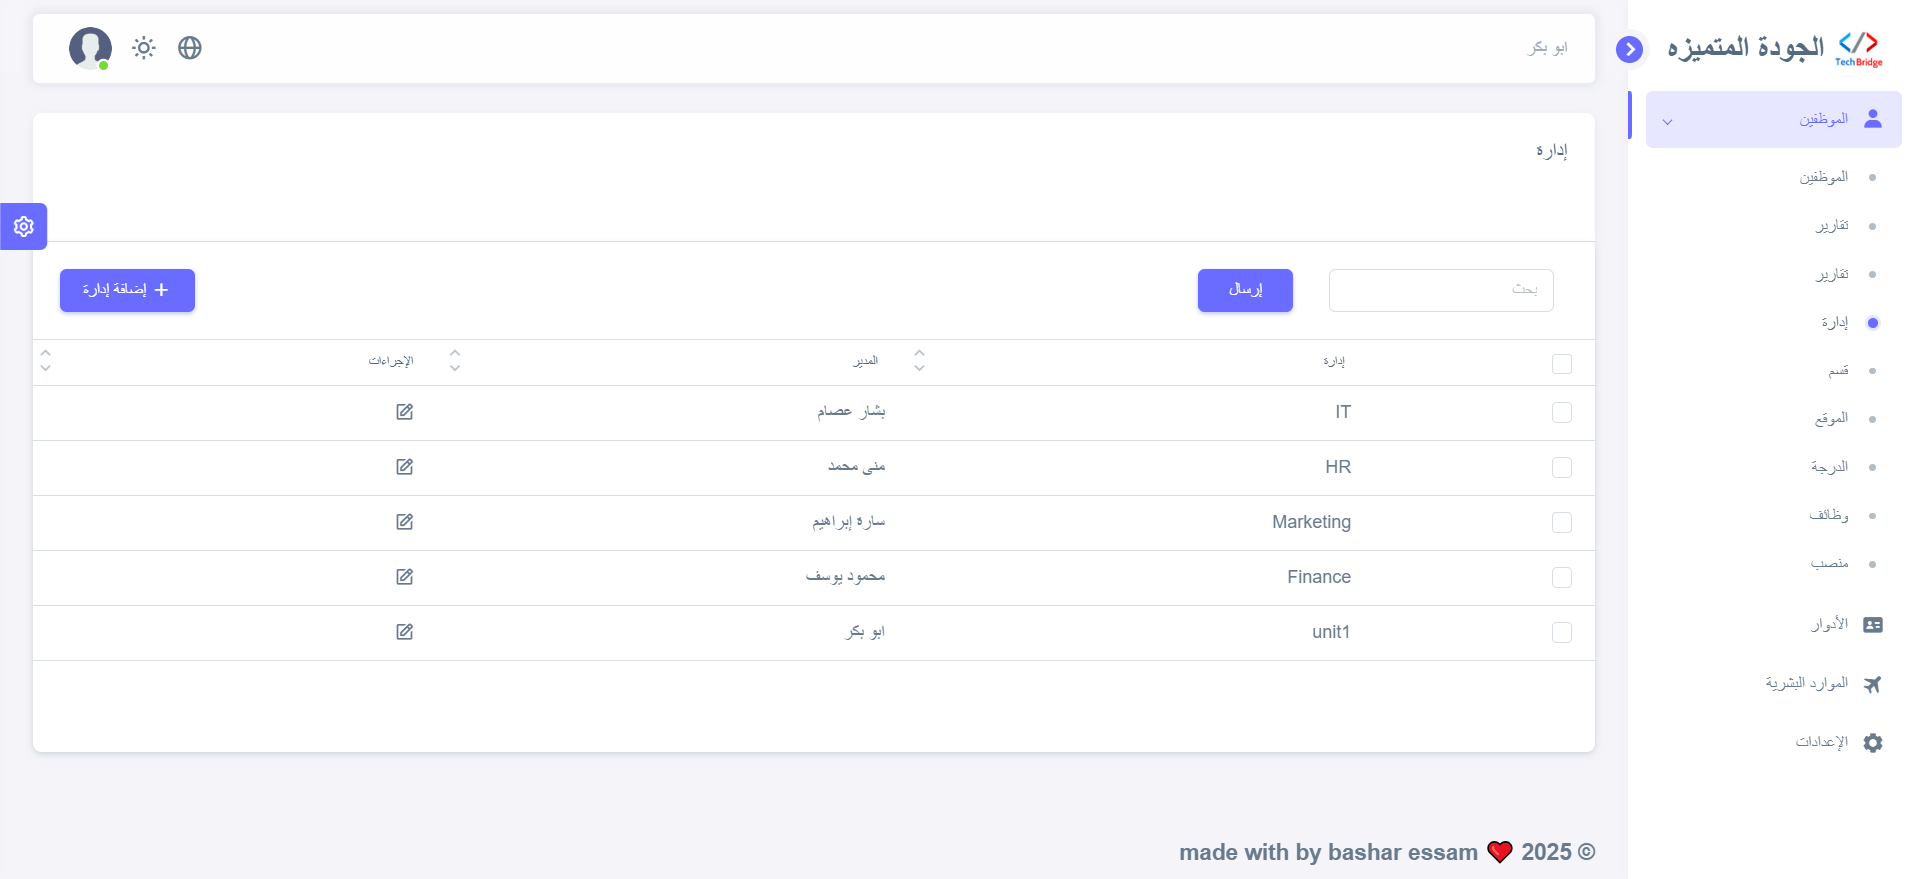 TechBridge
الجودة المتميزه
الموظفين
الموظفين
تقارير
تقارير
إدارة
قسم
الموقع
الدرجة
وظائف
منصب
الأدوار
الموارد البشرية
الإعدادات
ابو بكر
إدارة
بحث
إرسال
إضافة إدارة
إدارة المدير الإجراءات
IT بشار عصام
HR منى محمد
Marketing سارة إبراهيم
Finance محمود يوسف
unit1 ابو بكر
© 2025 ❤️ made with by bashar essam